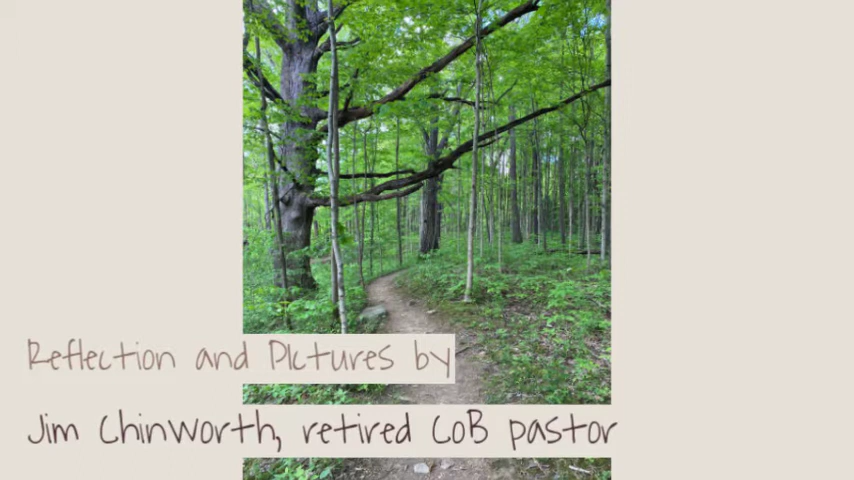 Reflection and Pictures by
Jim Chinworth, retired CoB pastor